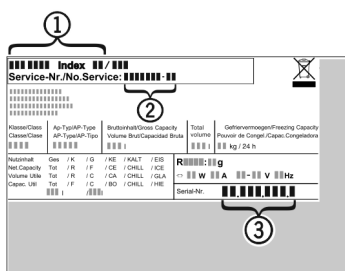 1
Index /
Service-Nr./No.Service: -
2
Klasse/Class
Classe/Clase
Ap-Typ/AP-Type
AP-Type/AP-Tipo
Bruttoinhalt/Gross Capacity
Volume Brut/Capacidad Bruta
l
Total
volume
l
Gefriervermoegen/Freezing Capacity
Pouvoir de Congel./Capac.Congeladora
kg / 24 h
Nutzinhalt Ges / K / G / KE / KALT / EIS
Net.Capacity Tot / R / F / CE / CHILL / ICE
Volume Utile Tot / R / C / CA / CHILL / GLA
Capac. Util Tot / F / C / BO / CHILL / HIE
l / l
R : g
W A - V Hz
Serial-Nr. . . .
3